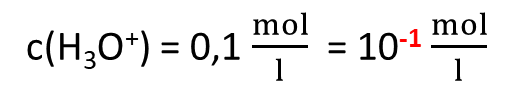 c(H₃O⁺) = 0,1 mol/l = 10⁻¹ mol/l